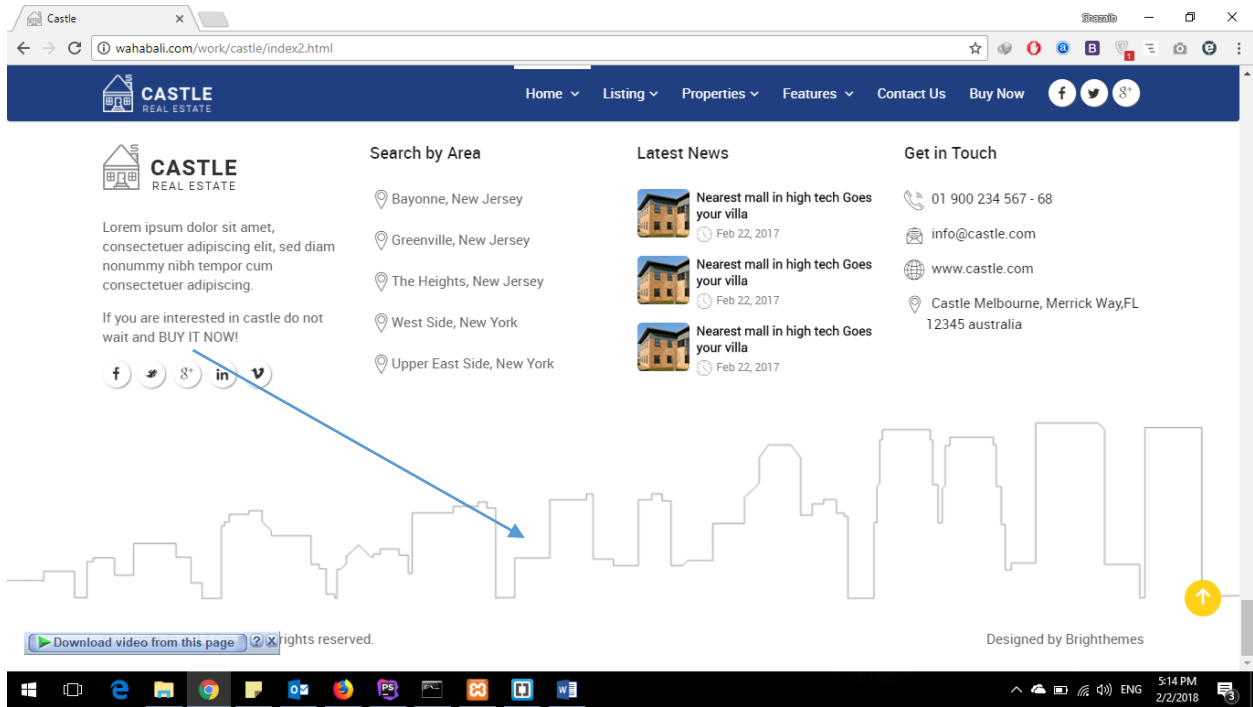 Castle
Shozaib
wahabali.com/work/castle/index2.html
1
CASTLE
REAL ESTATE
Home
Listing
Properties
Features
Contact Us
Buy Now
CASTLE
REAL ESTATE
Lorem ipsum dolor sit amet,
consectetuer adipiscing elit, sed diam
nonummy nibh tempor cum
consectetuer adipiscing.
If you are interested in castle do not
wait and BUY IT NOW!
Search by Area
Bayonne, New Jersey
Greenville, New Jersey
The Heights, New Jersey
West Side, New York
Upper East Side, New York
Latest News
Nearest mall in high tech Goes
your villa
Feb 22, 2017
Nearest mall in high tech Goes
your villa
Feb 22, 2017
Nearest mall in high tech Goes
your villa
Feb 22, 2017
Get in Touch
01 900 234 567 - 68
info@castle.com
www.castle.com
Castle Melbourne, Merrick Way,FL
12345 australia
Download video from this page ? X rights reserved.
Designed by Brighthemes
ENG
5:14 PM
2/2/2018
3